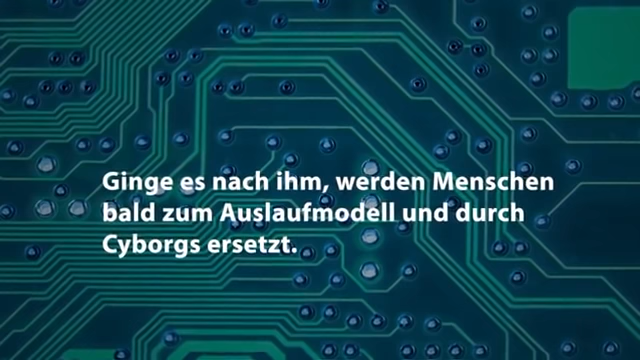 Ginge es nach ihm, werden Menschen
bald zum Auslaufmodell und durch
Cyborgs ersetzt.